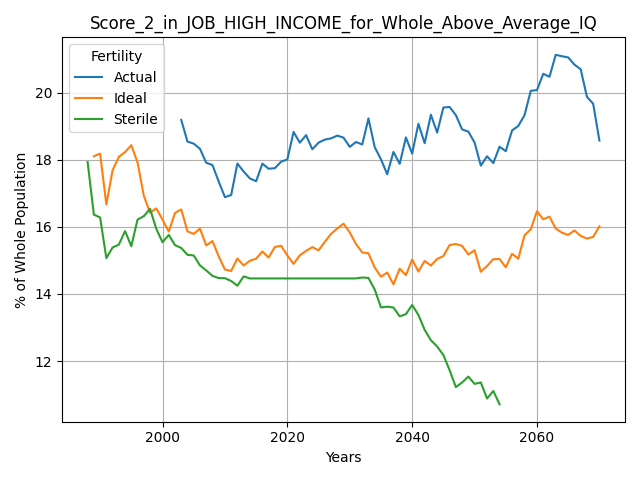 Score_2_in_JOB_HIGH_INCOME_for_Whole_Above_Average_IQ
Fertility
Actual
Ideal
Sterile
% of Whole Population
20
18
16
14
12
2000
2020
2040
2060
Years